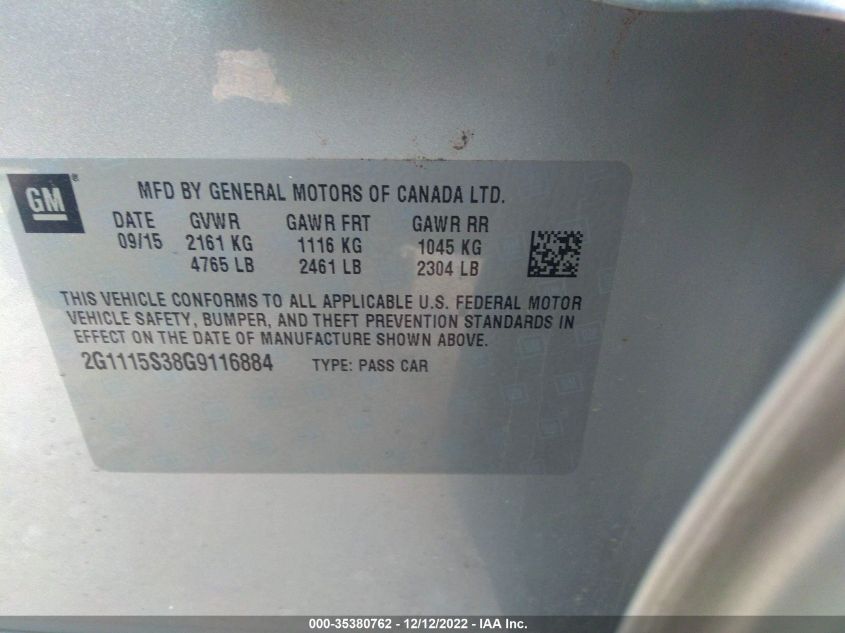 GM®
MFD BY GENERAL MOTORS OF CANADA LTD.
DATE GVWR GAWR FRT GAWR RR
09/15 2161 KG 1116 KG 1045 KG
4765 LB 2461 LB 2304 LB
THIS VEHICLE CONFORMS TO ALL APPLICABLE U.S. FEDERAL MOTOR
VEHICLE SAFETY, BUMPER, AND THEFT PREVENTION STANDARDS IN
EFFECT ON THE DATE OF MANUFACTURE SHOWN ABOVE.
2G1115S38G9116884 TYPE: PASS CAR
000-35380762 - 12/12/2022 - IAA Inc.